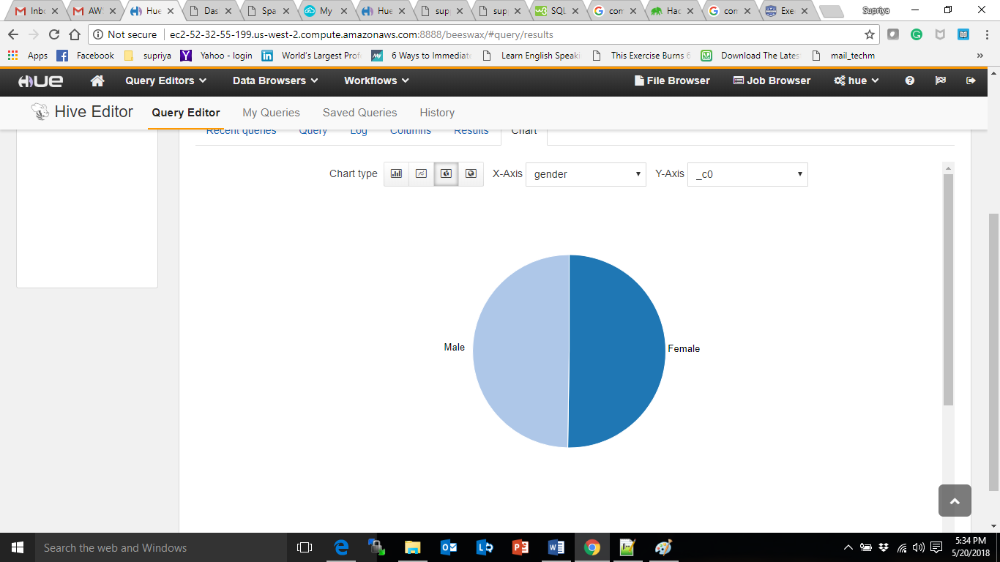 Inbo AW Hue Das Spa My Hue sup sup SQL com Hac con Exe Supriya
Not secure ec2-52-32-55-199.us-west-2.compute.amazonaws.com:8888/beeswax/#query/results
Apps Facebook supriya Yahoo - login World's Largest Prof 6 Ways to Immediat Learn English Speaki This Exercise Burns 6 Download The Lates mail_techm »
HUE Query Editors Data Browsers Workflows File Browser Job Browser hue
Hive Editor Query Editor My Queries Saved Queries History
Recent queries Query Log Columns Results Chart
Chart type X-Axis gender Y-Axis _c0
Male
Female
Search the web and Windows
5:34 PM
5/20/2018